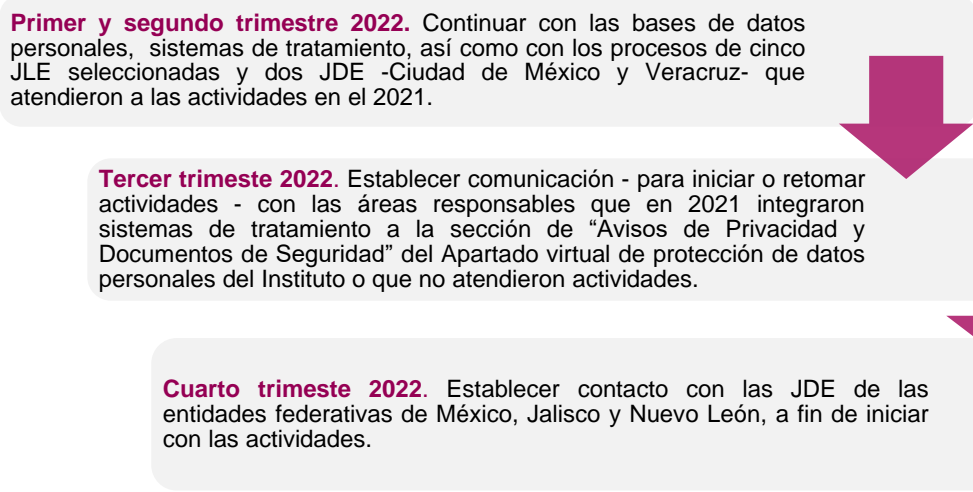 Primer y segundo trimestre 2022. Continuar con las bases de datos
personales, sistemas de tratamiento, así como con los procesos de cinco
JLE seleccionadas y dos JDE -Ciudad de México y Veracruz- que
atendieron a las actividades en el 2021.
Tercer trimeste 2022. Establecer comunicación - para iniciar o retomar
actividades - con las áreas responsables que en 2021 integraron
sistemas de tratamiento a la sección de “Avisos de Privacidad y
Documentos de Seguridad” del Apartado virtual de protección de datos
personales del Instituto o que no atendieron actividades.
Cuarto trimeste 2022. Establecer contacto con las JDE de las
entidades federativas de México, Jalisco y Nuevo León, a fin de iniciar
con las actividades.